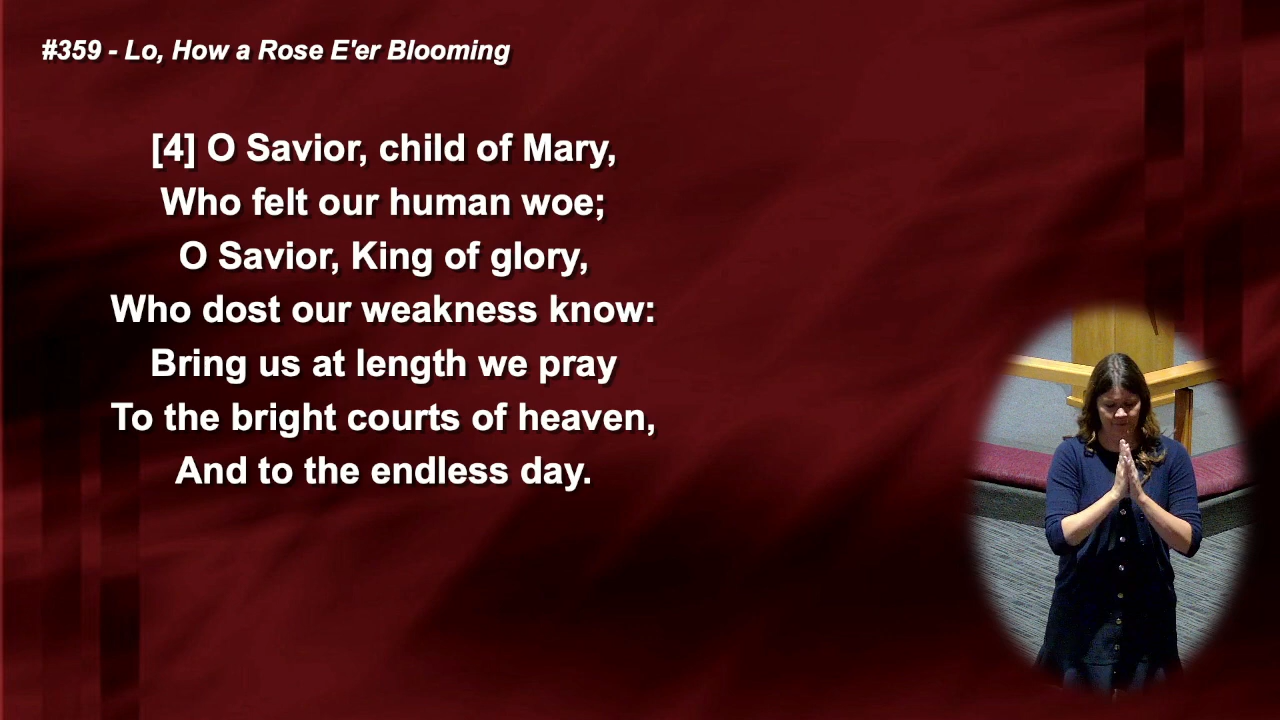 #359 - Lo, How a Rose E'er Blooming
[4] O Savior, child of Mary,
Who felt our human woe;
O Savior, King of glory,
Who dost our weakness know:
Bring us at length we pray
To the bright courts of heaven,
And to the endless day.